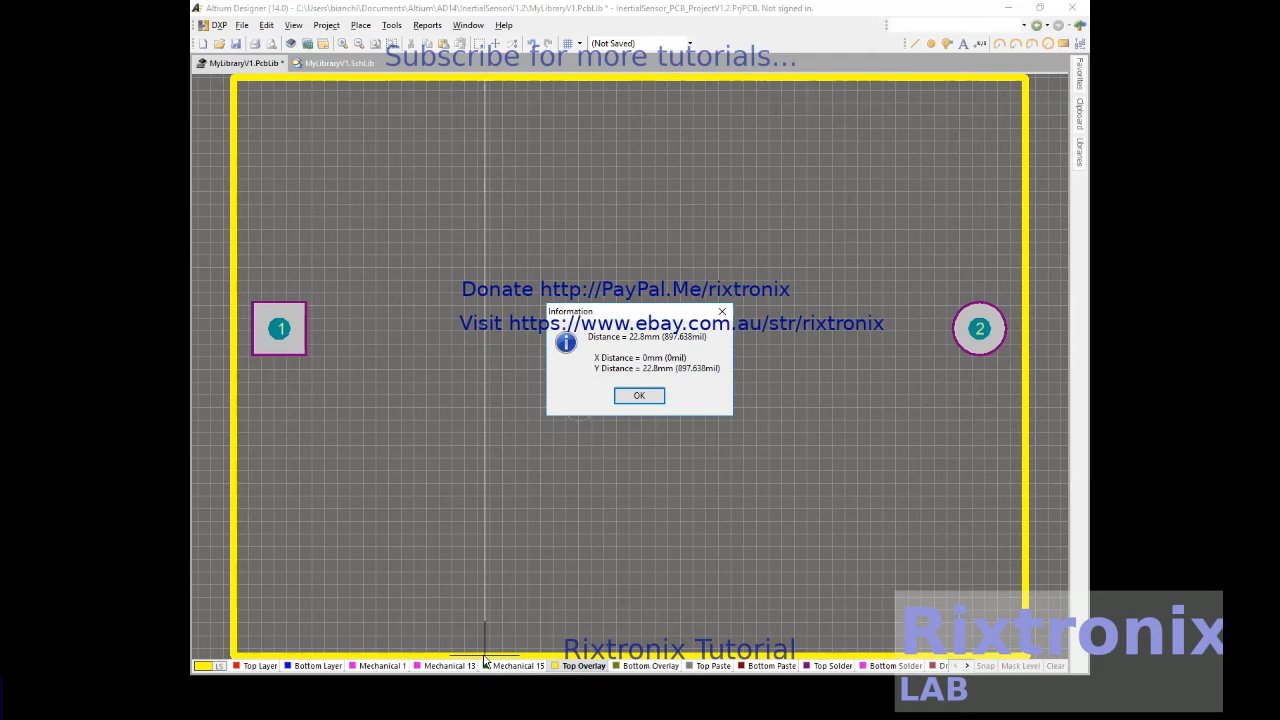 Altium Designer (14.0) - C:\Users\bianchi\Documents\Altium\AD14\InertialSensorV1.2\MyLibraryV1.PcbLib * - InertialSensor_PCB_ProjectV1.2.PrjPCB. Not signed in.
DXP File Edit View Project Place Tools Reports Window Help
(Not Saved)
Subscribe for more tutorials...
MyLibraryV1.PcbLib * MyLibraryV1.SchLib
Favorites
Clipboard
Libraries
Donate http://PayPal.Me/rixtronix
Information
Visit https://www.ebay.com.au/str/rixtronix
Distance = 22.8mm (897.638mil)
1
2
X Distance = 0mm (0mil)
Y Distance = 22.8mm (897.638mil)
OK
Rixtronix
Rixtronix Tutorial
LS Top Layer Bottom Layer Mechanical 1 Mechanical 13 Mechanical 15 Top Overlay Bottom Overlay Top Paste Bottom Paste Top Solder Bottom Solder Dr Snap Mask Level Clear
LAB